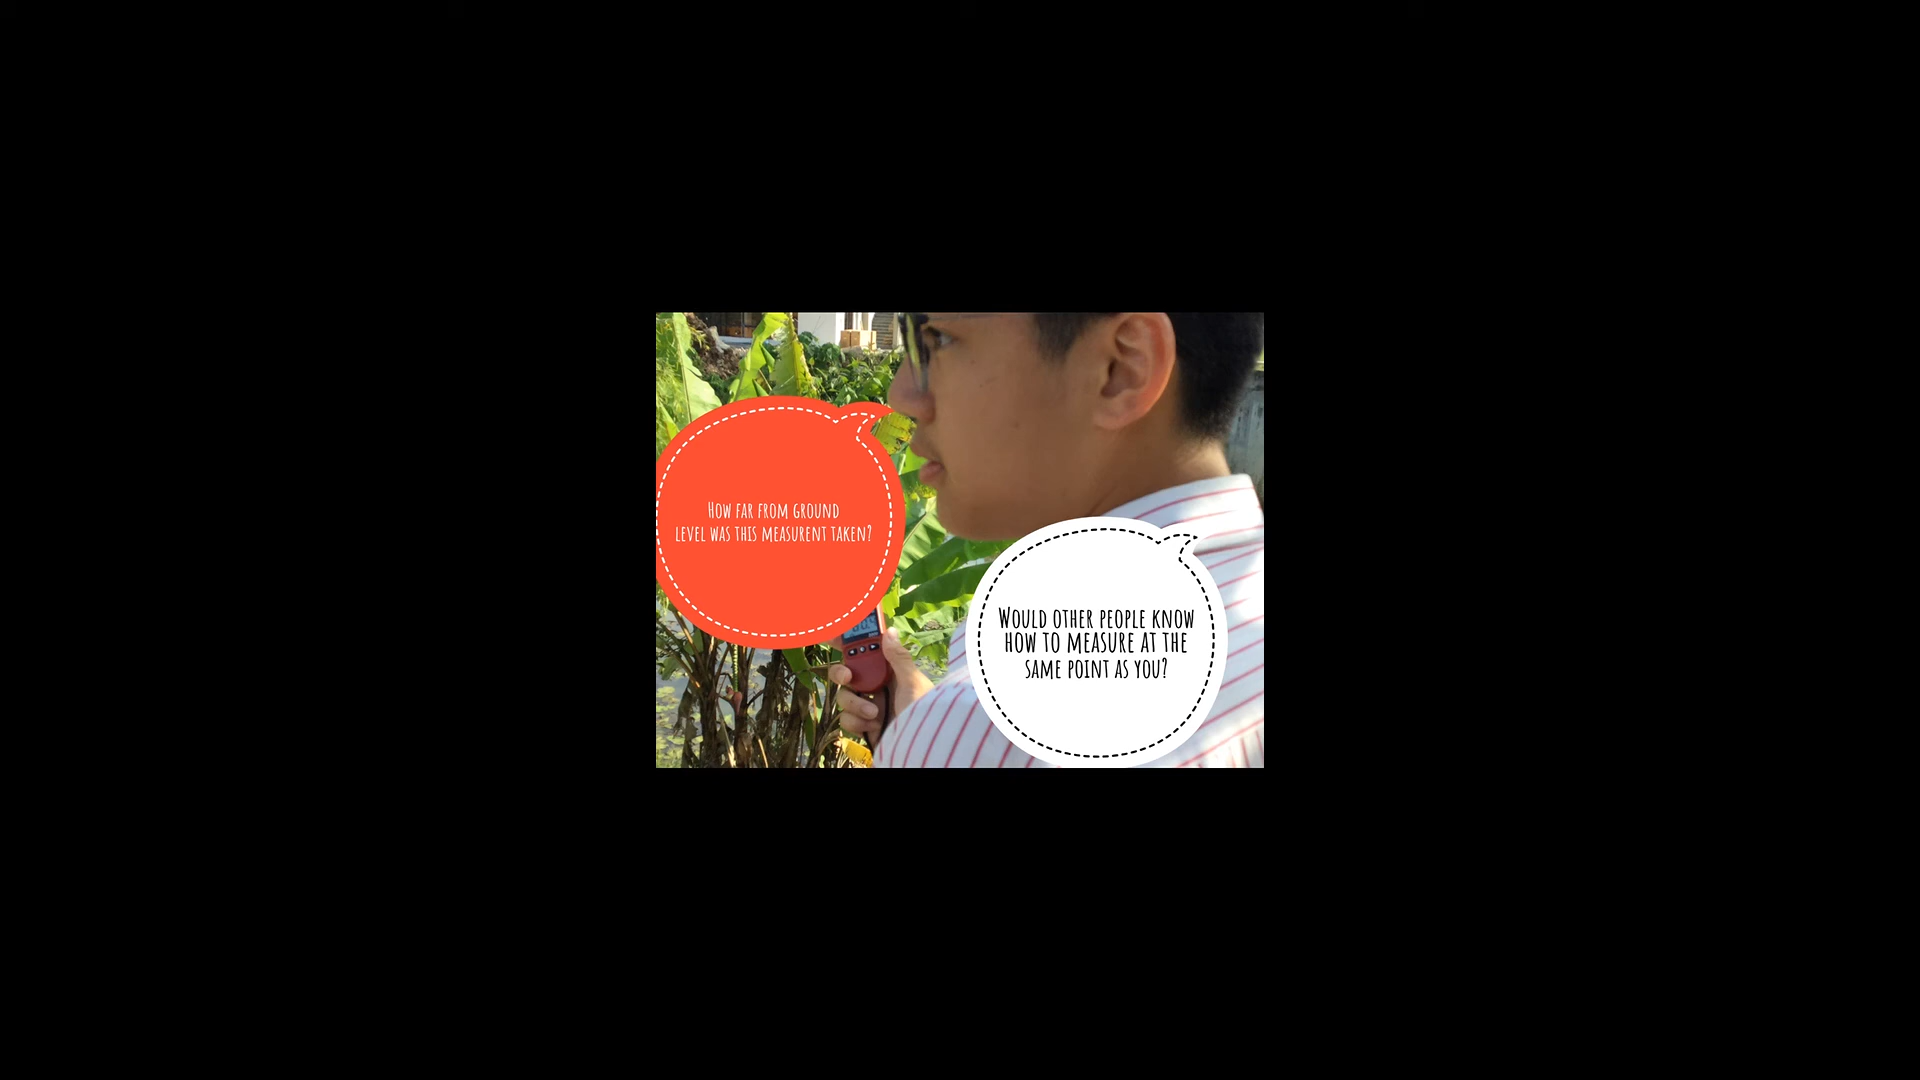 How far from ground
level was this measurent taken?
Would other people know
how to measure at the
same point as you?